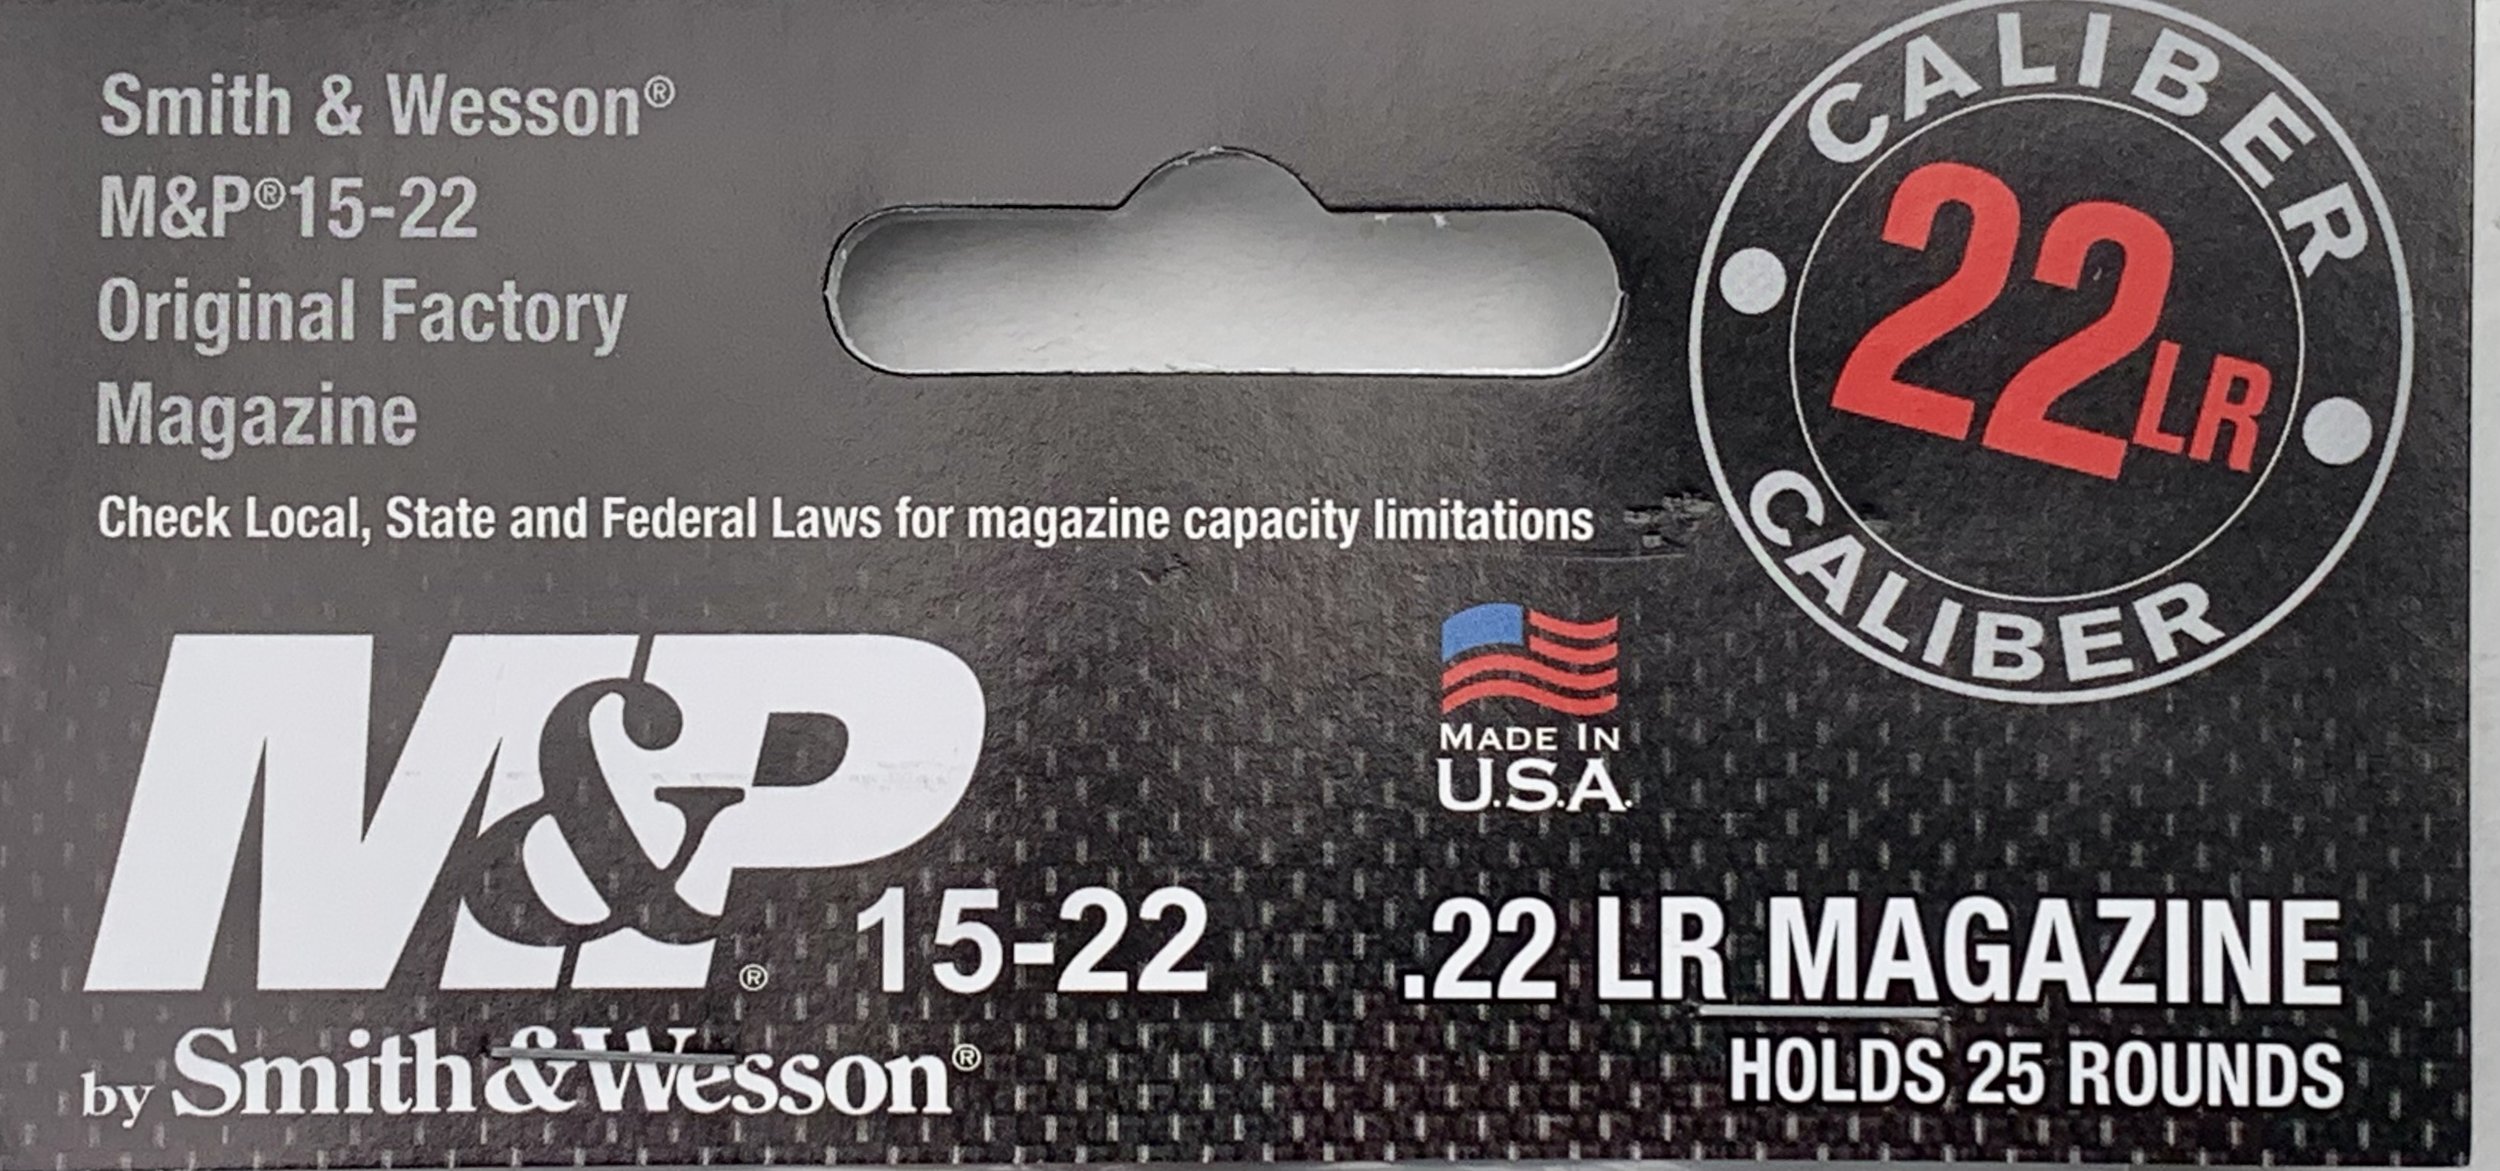 Smith & Wesson®
M&P®15-22
Original Factory
Magazine
Check Local, State and Federal Laws for magazine capacity limitations
CALIBER
22LR
CALIBER
MADE IN
U.S.A.
M&P® 15-22
by Smith & Wesson®
.22 LR MAGAZINE
HOLDS 25 ROUNDS